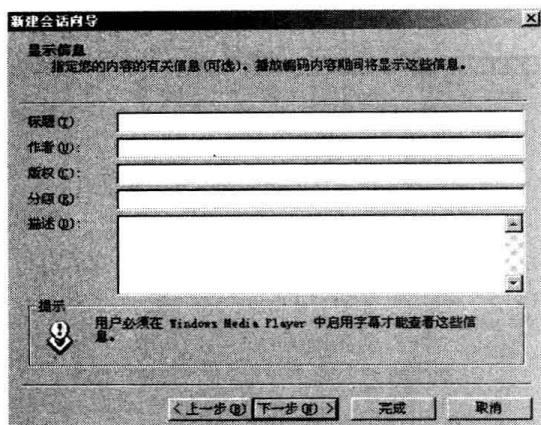 新建会话向导
显示信息
指定您的内容的有关信息(可选)。播放编码内容期间将显示这些信息。
标题(T)
作者(U):
版权(C):
分级(R)
描述(D):
提示
用户必须在 Windows Media Player 中启用字幕才能查看这些信
息。
<上一步(B) 下一步(N)> 完成 取消